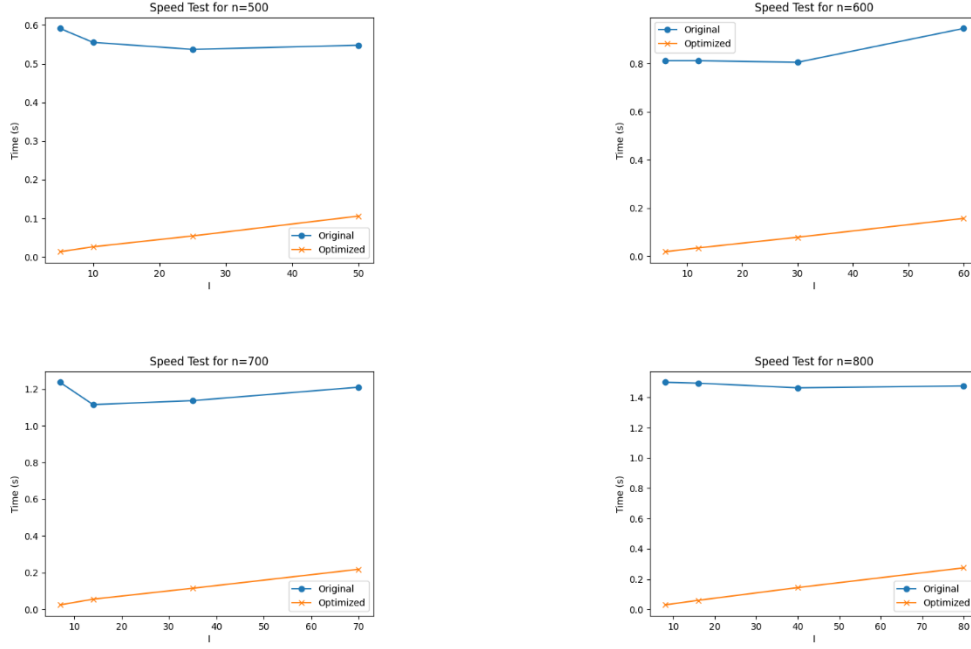 Speed Test for n=500
0.6
0.5
0.4
0.3
0.2
0.1
0.0
Time (s)
Original
Optimized
10
20
30
40
50
l
Speed Test for n=600
Original
Optimized
0.8
0.6
0.4
0.2
0.0
Time (s)
10
20
30
40
50
60
l
Speed Test for n=700
1.2
1.0
0.8
0.6
0.4
0.2
0.0
Time (s)
Original
Optimized
10
20
30
40
50
60
70
l
Speed Test for n=800
1.4
1.2
1.0
0.8
0.6
0.4
0.2
0.0
Time (s)
Original
Optimized
10
20
30
40
50
60
70
80
l